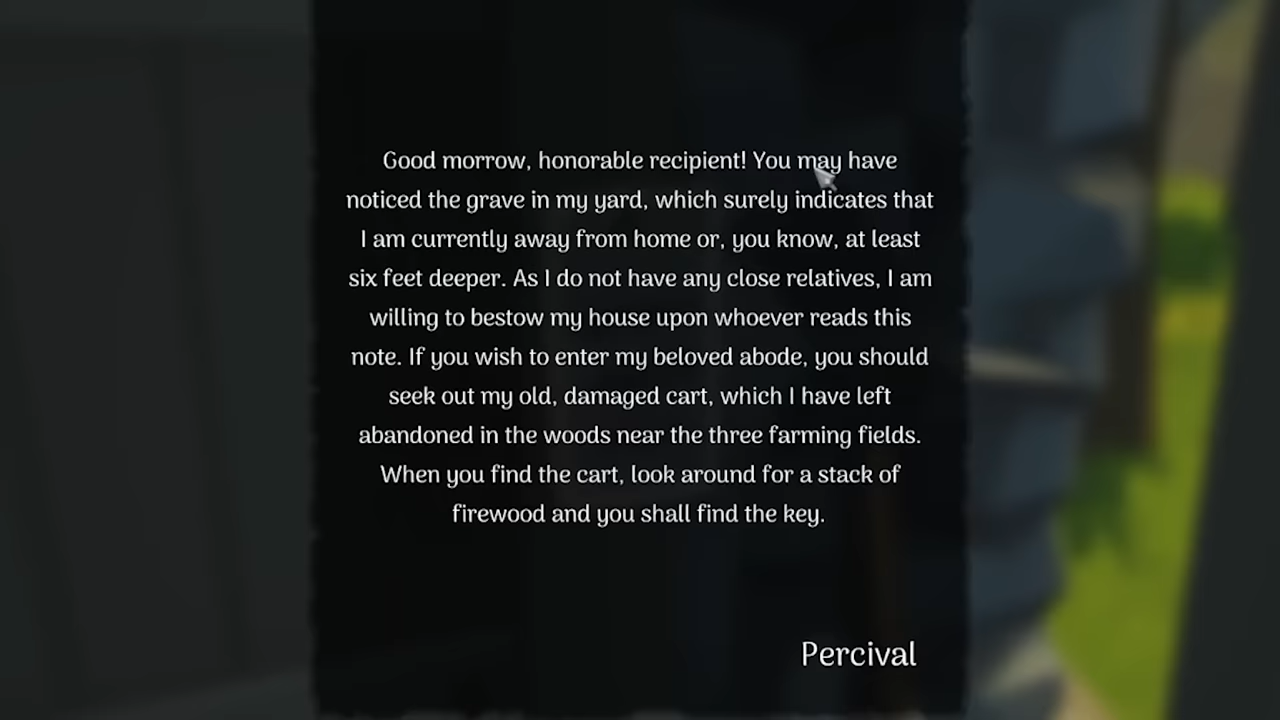 Good morrow, honorable recipient! You may have
noticed the grave in my yard, which surely indicates that
I am currently away from home or, you know, at least
six feet deeper. As I do not have any close relatives, I am
willing to bestow my house upon whoever reads this
note. If you wish to enter my beloved abode, you should
seek out my old, damaged cart, which I have left
abandoned in the woods near the three farming fields.
When you find the cart, look around for a stack of
firewood and you shall find the key.
Percival